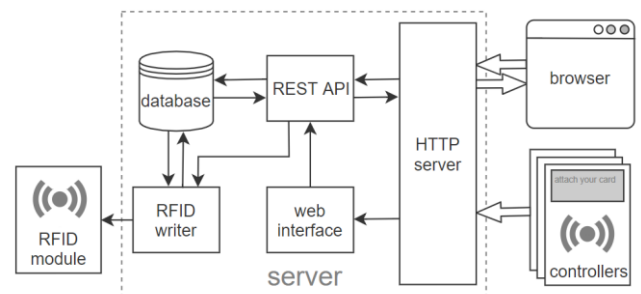 database
REST API
HTTP
server
browser
attach your card
controllers
RFID
module
RFID
writer
web
interface
server